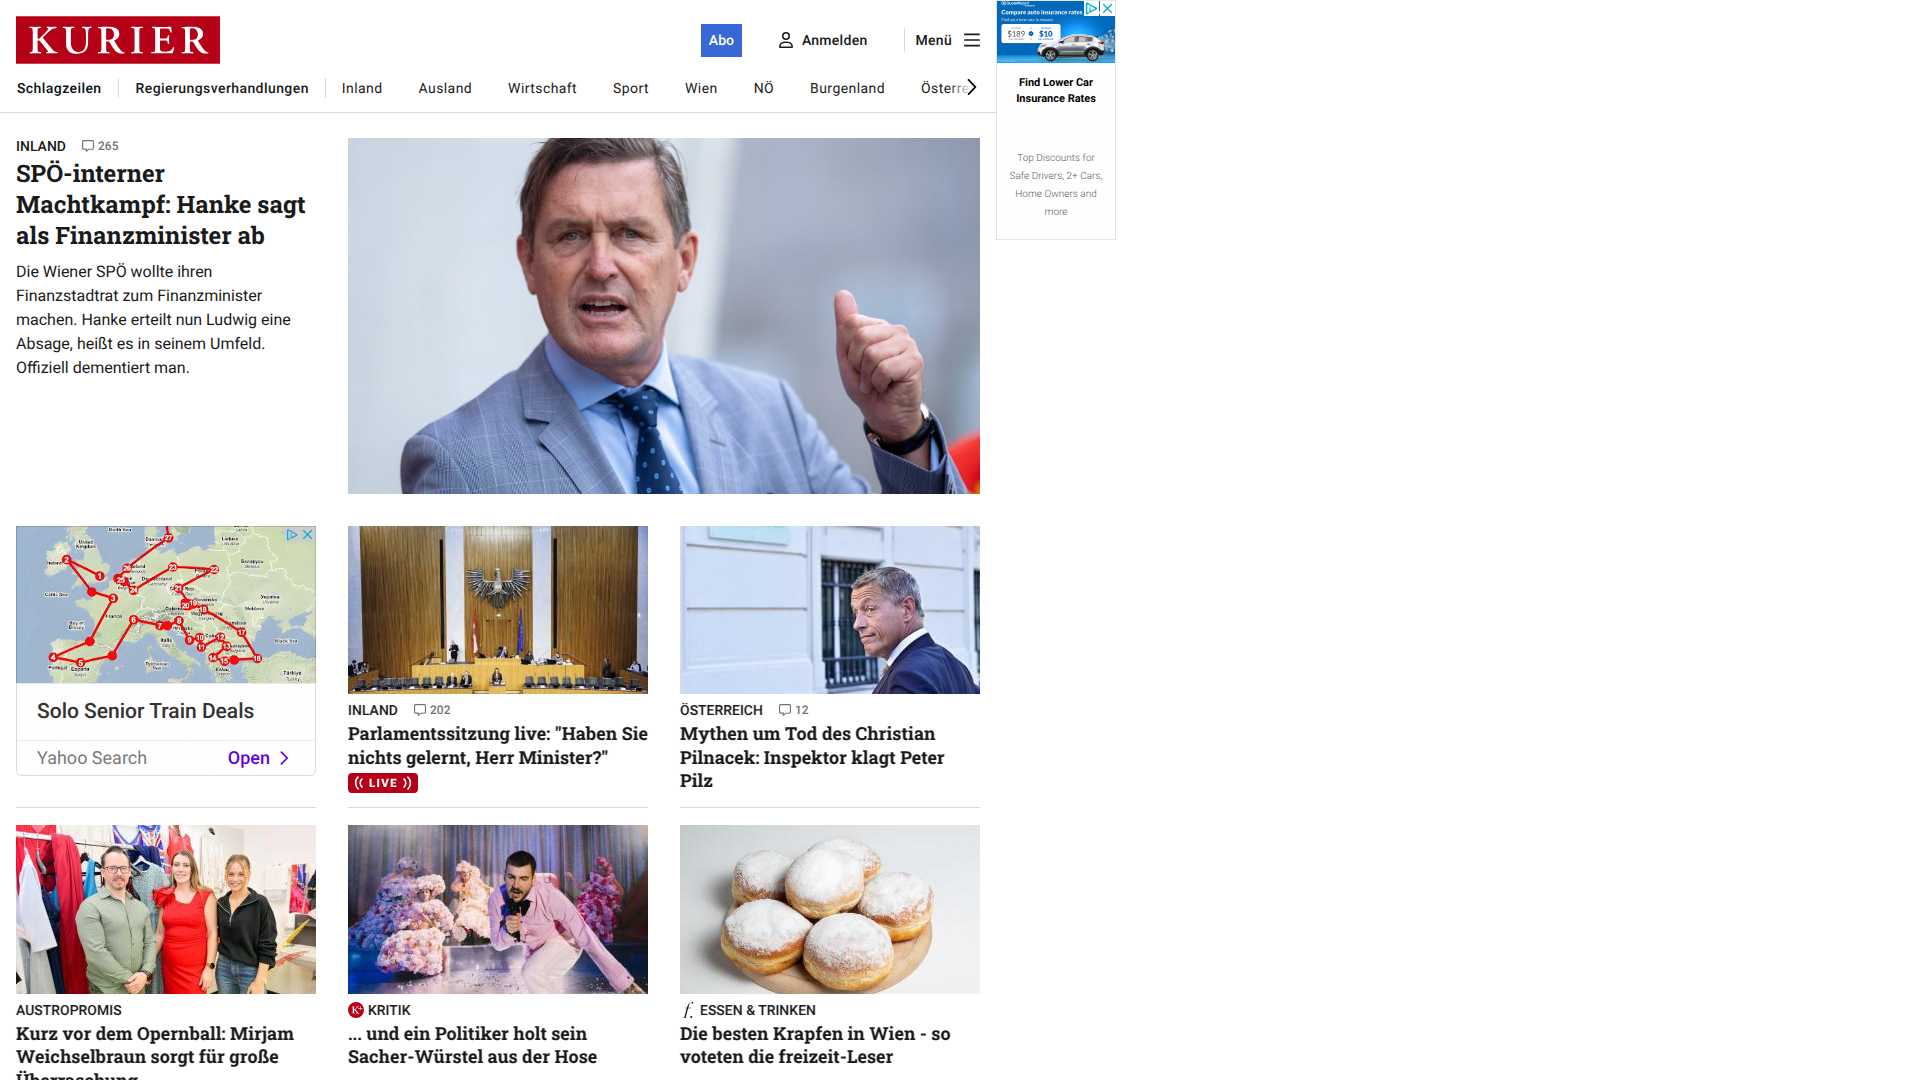 KURIER
Abo
Anmelden
Menü
Schlagzeilen
Regierungsverhandlungen
Inland
Ausland
Wirtschaft
Sport
Wien
NÖ
Burgenland
Compare auto insurance rates
$189
$10
Find Lower Car
Insurance Rates
Top Discounts for
Safe Drivers, 2+ Cars,
Home Owners and
more
INLAND 265
SPÖ-interner
Machtkampf: Hanke sagt
als Finanzminister ab
Die Wiener SPÖ wollte ihren
Finanzstadtrat zum Finanzminister
machen. Hanke erteilt nun Ludwig eine
Absage, heißt es in seinem Umfeld.
Offiziell dementiert man.
Solo Senior Train Deals
Yahoo Search
Open
INLAND 202
Parlamentssitzung live: "Haben Sie
nichts gelernt, Herr Minister?"
LIVE
ÖSTERREICH 12
Mythen um Tod des Christian
Pilnacek: Inspektor klagt Peter
Pilz
AUSTROPROMIS
Kurz vor dem Opernball: Mirjam
Weichselbraun sorgt für große
Überraschung
K+ KRITIK
... und ein Politiker holt sein
Sacher-Würstel aus der Hose
f. ESSEN & TRINKEN
Die besten Krapfen in Wien - so
voteten die freizeit-Leser